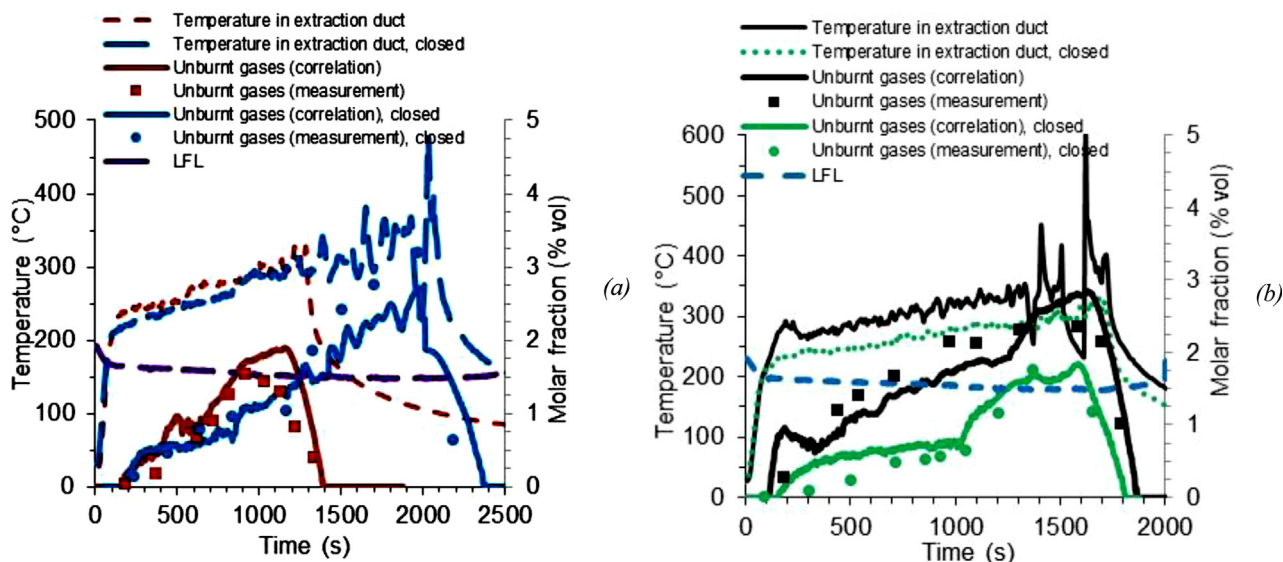 Temperature in extraction duct
Temperature in extraction duct, closed
Unburnt gases (correlation)
Unburnt gases (measurement)
Unburnt gases (correlation), closed
Unburnt gases (measurement), closed
LFL
500
400
300
200
100
0
Temperature (°C)
5
4
3
2
1
0
Molar fraction (% vol)
0 500 1000 1500 2000 2500
Time (s)
(a)
Temperature in extraction duct
Temperature in extraction duct, closed
Unburnt gases (correlation)
Unburnt gases (measurement)
Unburnt gases (correlation), closed
Unburnt gases (measurement), closed
LFL
600
500
400
300
200
100
0
Temperature (°C)
5
4
3
2
1
0
Molar fraction (% vol)
0 500 1000 1500 2000
Time (s)
(b)